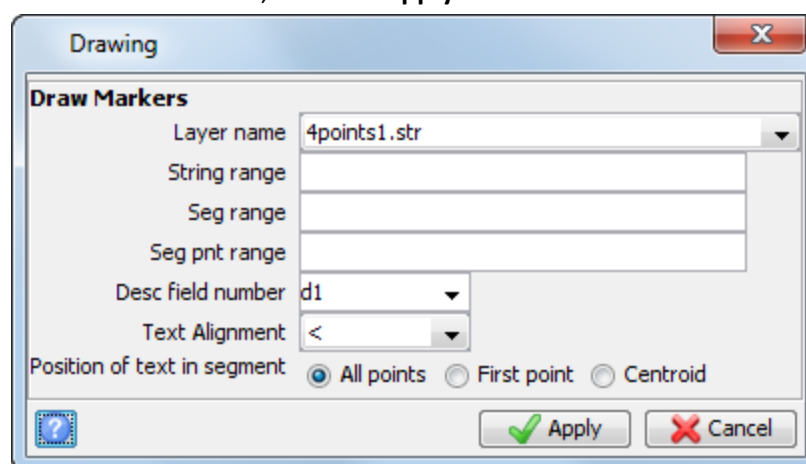 Drawing
Draw Markers
Layer name 4points1.str
String range
Seg range
Seg pnt range
Desc field number d1
Text Alignment <
Position of text in segment All points First point Centroid
? Apply Cancel